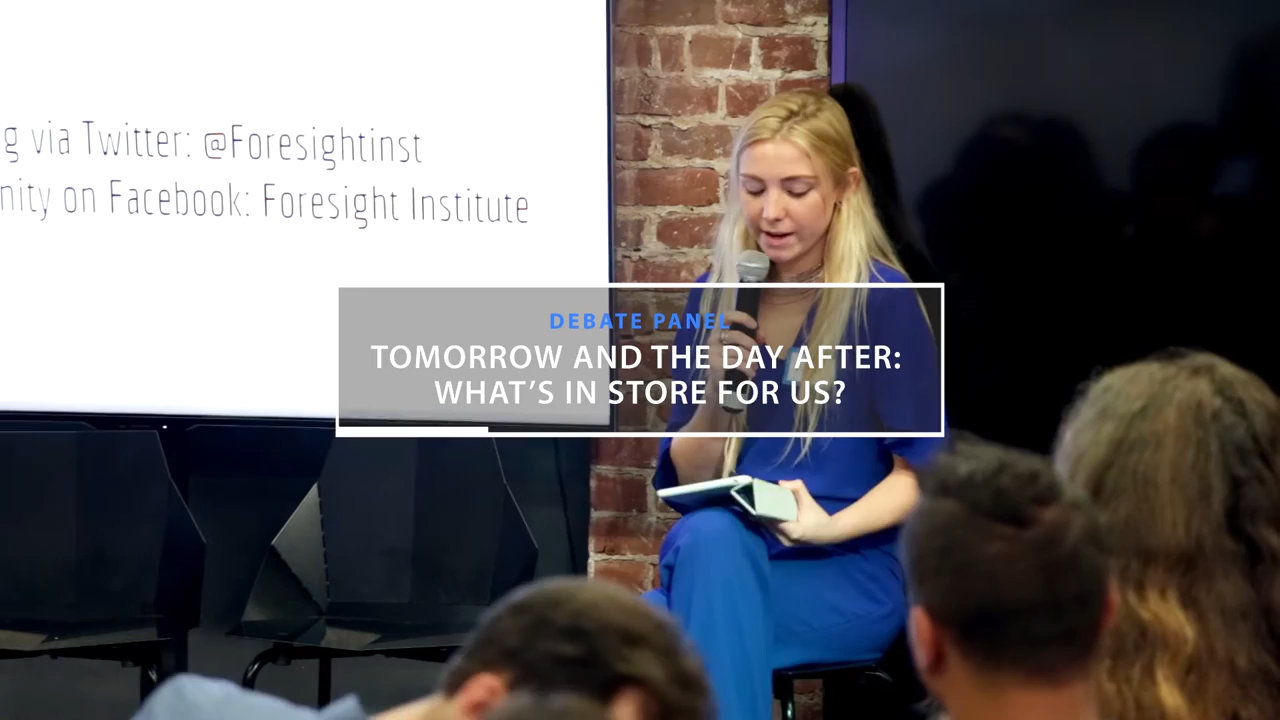 g via Twitter: @Foresightinst
nity on Facebook: Foresight Institute
DEBATE PANEL
TOMORROW AND THE DAY AFTER:
WHAT'S IN STORE FOR US?